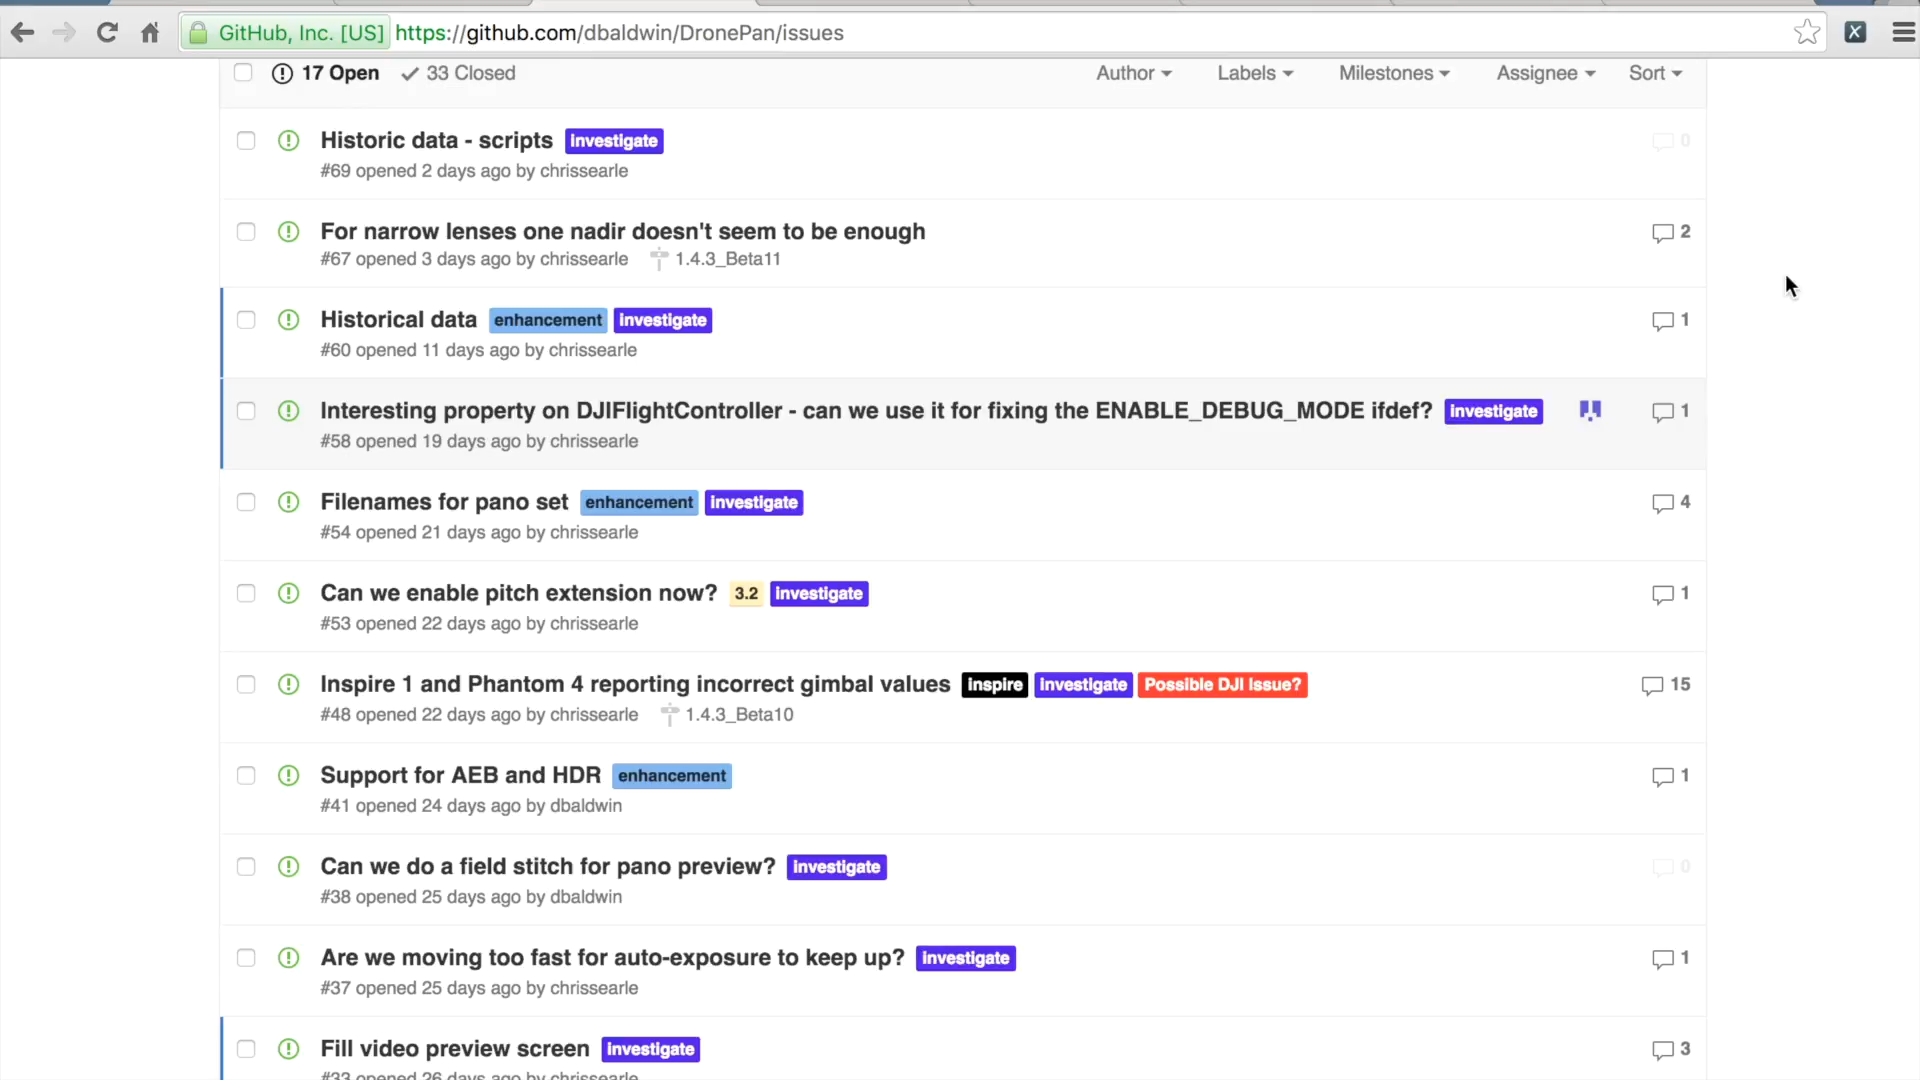 GitHub, Inc. [US] https://github.com/dbaldwin/DronePan/issues
17 Open 33 Closed Author Labels Milestones Assignee Sort
Historic data - scripts investigate 0
#69 opened 2 days ago by chrissearle
For narrow lenses one nadir doesn't seem to be enough 2
#67 opened 3 days ago by chrissearle 1.4.3_Beta11
Historical data enhancement investigate 1
#60 opened 11 days ago by chrissearle
Interesting property on DJIFlightController - can we use it for fixing the ENABLE_DEBUG_MODE ifdef? investigate 1
#58 opened 19 days ago by chrissearle
Filenames for pano set enhancement investigate 4
#54 opened 21 days ago by chrissearle
Can we enable pitch extension now? 3.2 investigate 1
#53 opened 22 days ago by chrissearle
Inspire 1 and Phantom 4 reporting incorrect gimbal values inspire investigate Possible DJI Issue? 15
#48 opened 22 days ago by chrissearle 1.4.3_Beta10
Support for AEB and HDR enhancement 1
#41 opened 24 days ago by dbaldwin
Can we do a field stitch for pano preview? investigate 0
#38 opened 25 days ago by dbaldwin
Are we moving too fast for auto-exposure to keep up? investigate 1
#37 opened 25 days ago by chrissearle
Fill video preview screen investigate 3
#33 opened 26 days ago by chrissearle